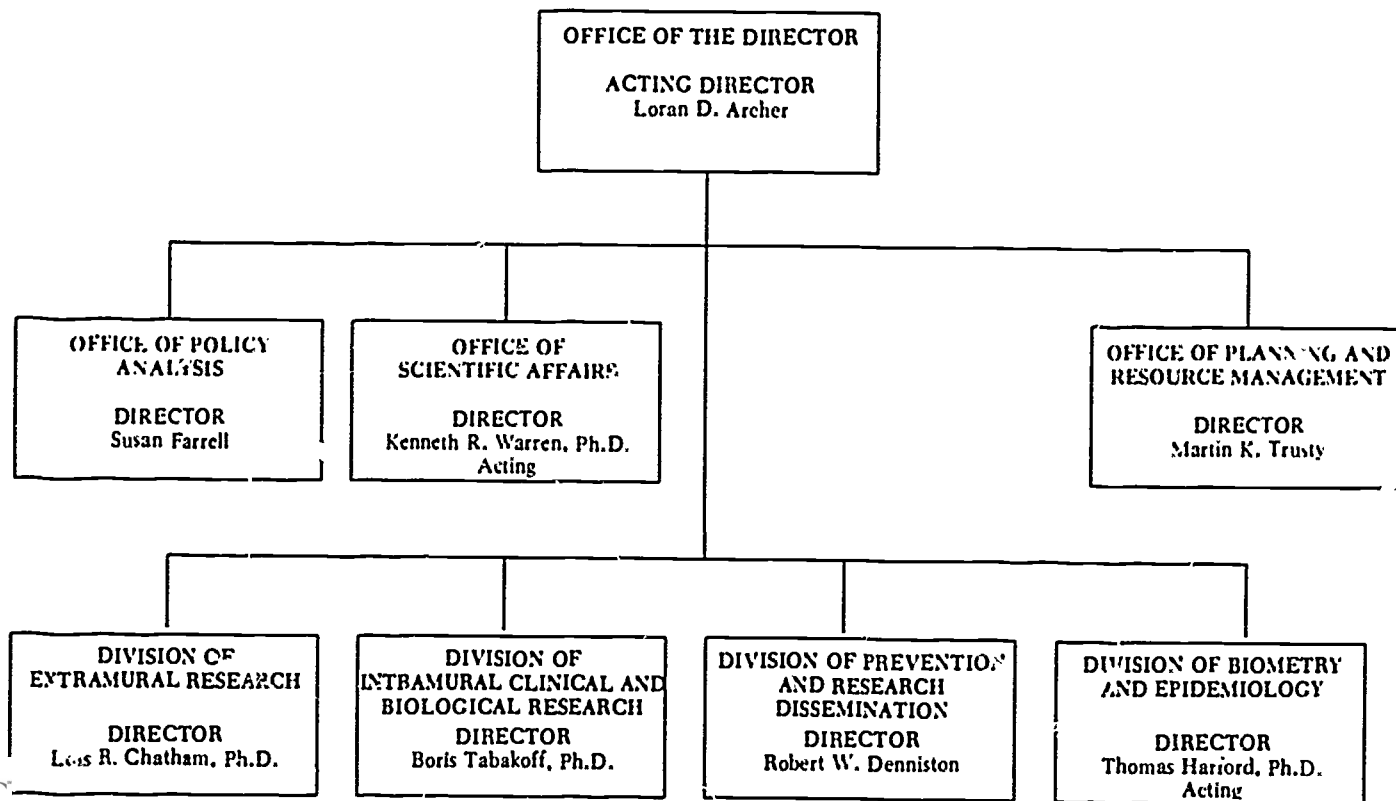 OFFICE OF THE DIRECTOR
ACTING DIRECTOR
Loran D. Archer
OFFICE OF POLICY
ANALYSIS
DIRECTOR
Susan Farrell
OFFICE OF
SCIENTIFIC AFFAIRS
DIRECTOR
Kenneth R. Warren, Ph.D.
Acting
OFFICE OF PLANNING AND
RESOURCE MANAGEMENT
DIRECTOR
Martin K. Trusty
DIVISION OF
EXTRAMURAL RESEARCH
DIRECTOR
Lois R. Chatham, Ph.D.
DIVISION OF
INTRAMURAL CLINICAL AND
BIOLOGICAL RESEARCH
DIRECTOR
Boris Tabakoff, Ph.D.
DIVISION OF PREVENTION
AND RESEARCH
DISSEMINATION
DIRECTOR
Robert W. Denniston
DIVISION OF BIOMETRY
AND EPIDEMIOLOGY
DIRECTOR
Thomas Harford, Ph.D.
Acting